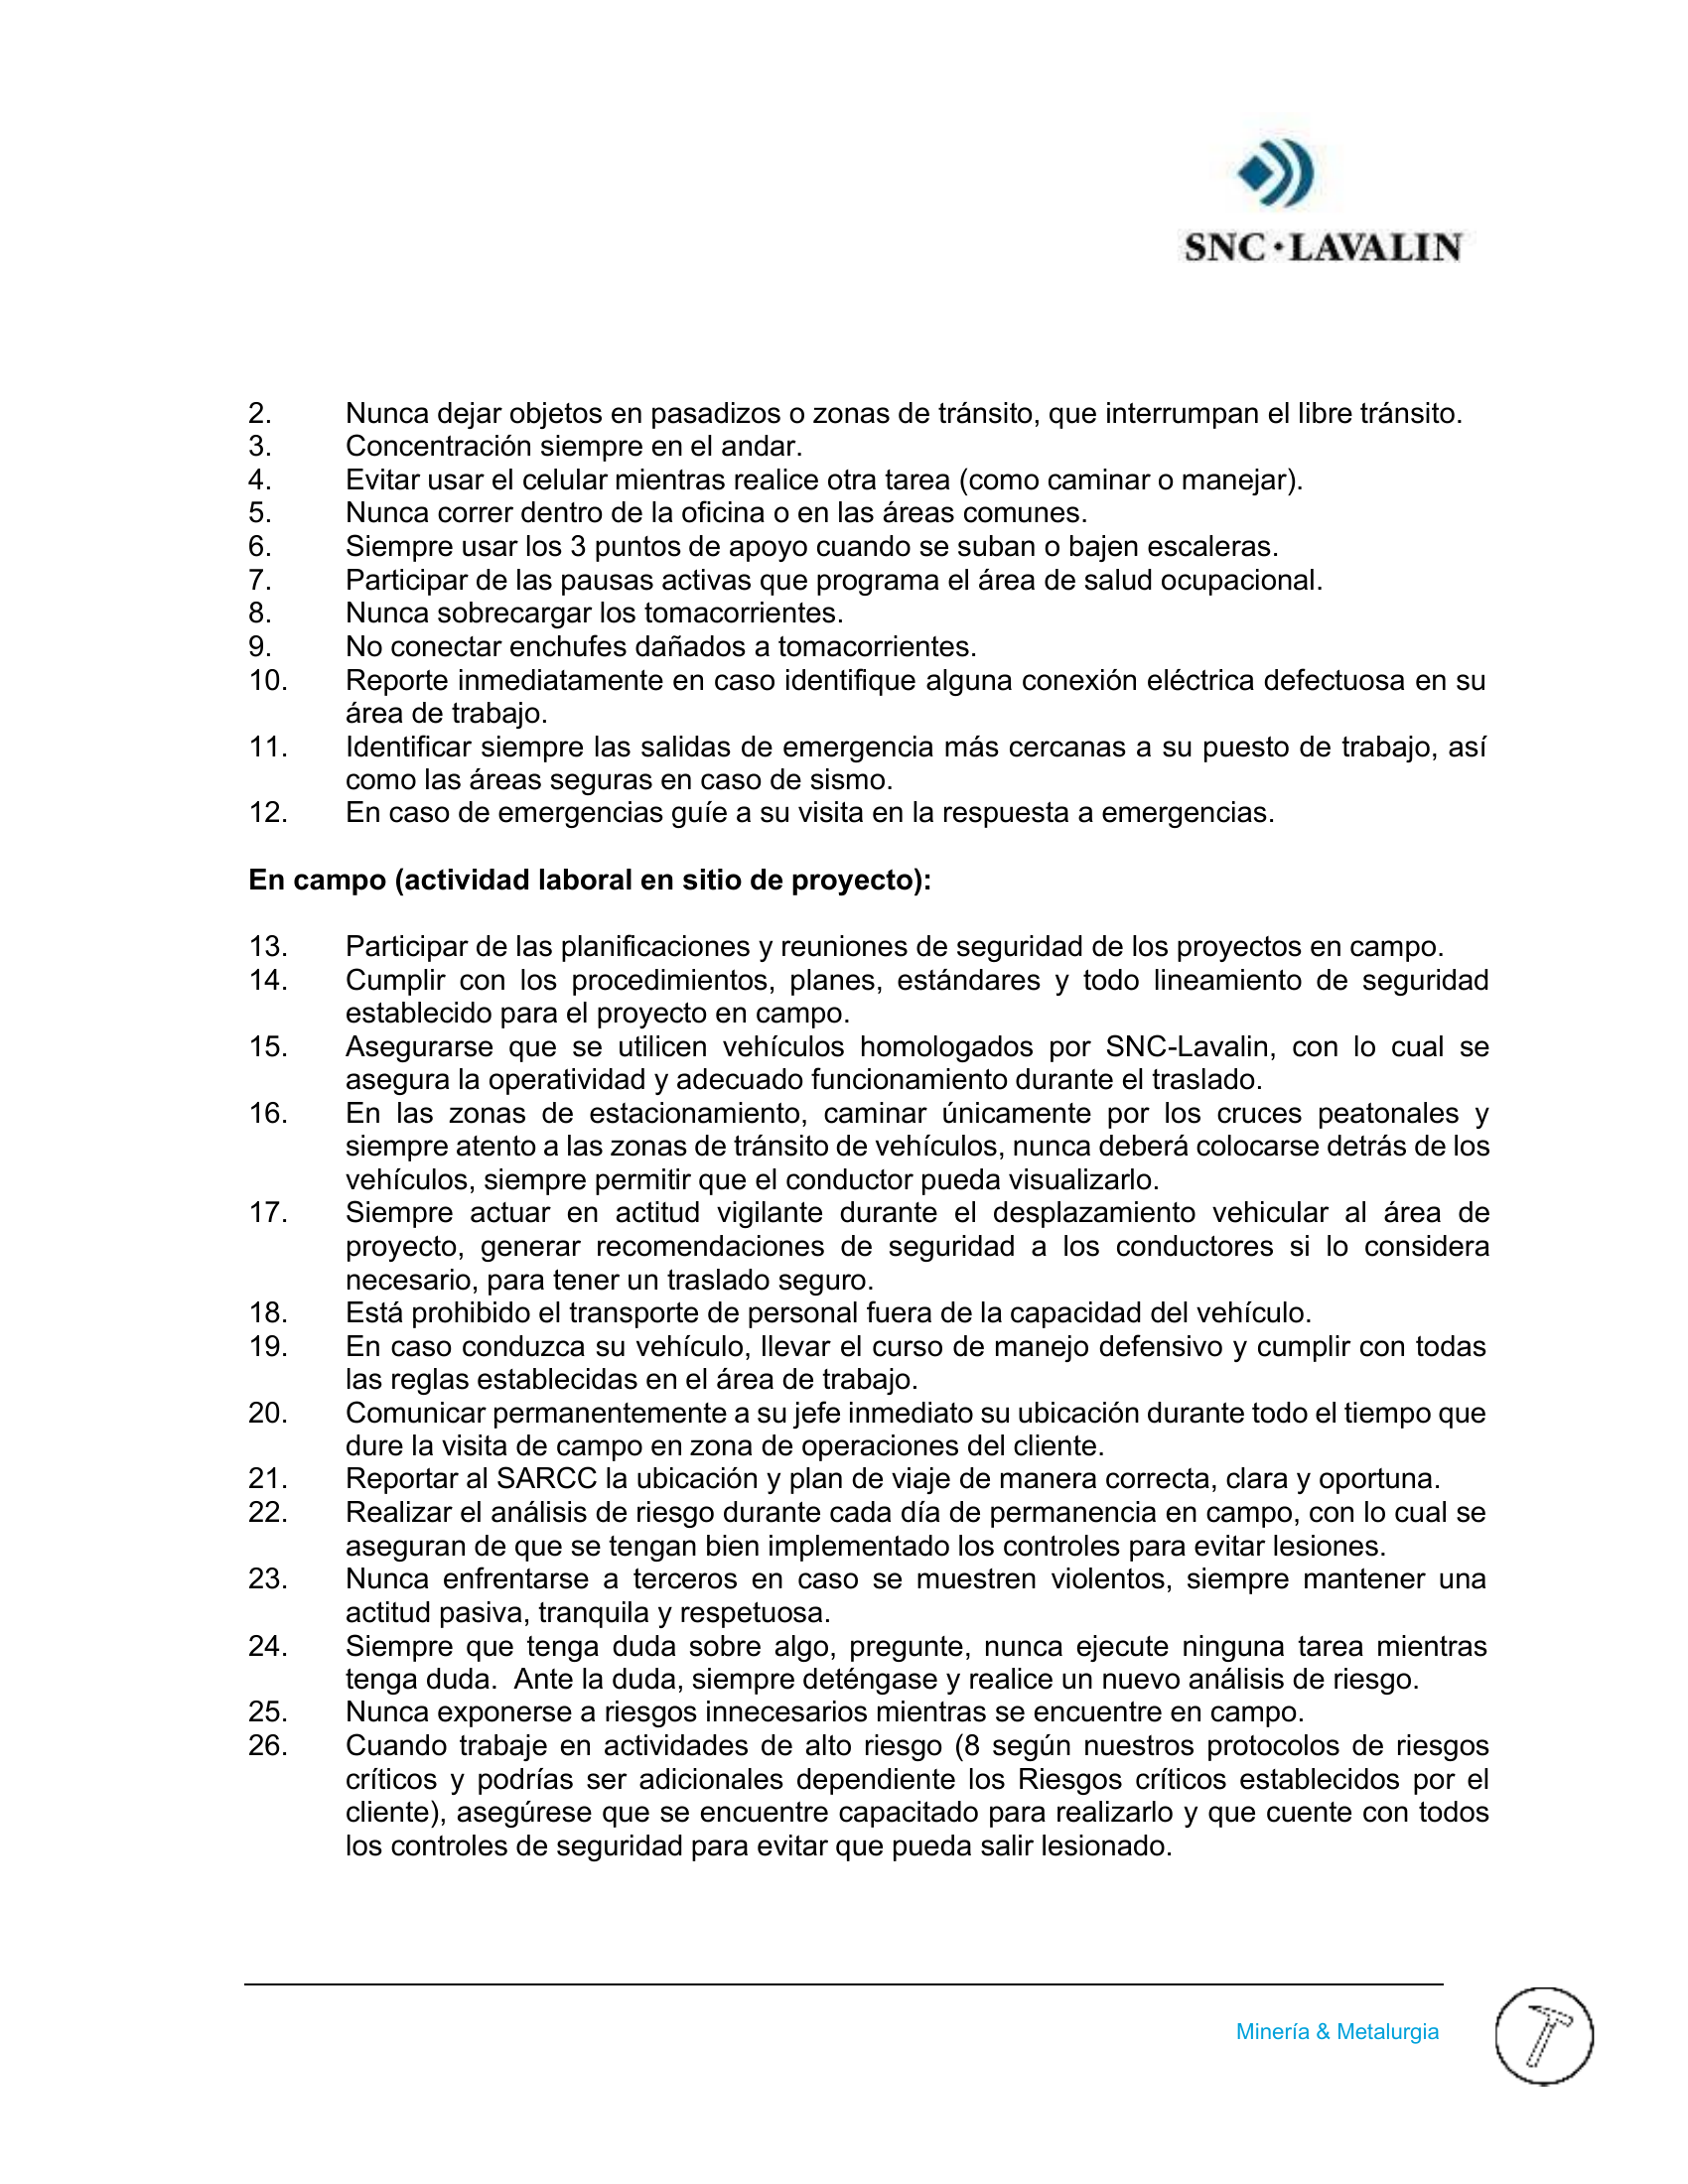 SNC·LAVALIN
2. Nunca dejar objetos en pasadizos o zonas de tránsito, que interrumpan el libre tránsito.
3. Concentración siempre en el andar.
4. Evitar usar el celular mientras realice otra tarea (como caminar o manejar).
5. Nunca correr dentro de la oficina o en las áreas comunes.
6. Siempre usar los 3 puntos de apoyo cuando se suban o bajen escaleras.
7. Participar de las pausas activas que programa el área de salud ocupacional.
8. Nunca sobrecargar los tomacorrientes.
9. No conectar enchufes dañados a tomacorrientes.
10. Reporte inmediatamente en caso identifique alguna conexión eléctrica defectuosa en su
área de trabajo.
11. Identificar siempre las salidas de emergencia más cercanas a su puesto de trabajo, así
como las áreas seguras en caso de sismo.
12. En caso de emergencias guíe a su visita en la respuesta a emergencias.
En campo (actividad laboral en sitio de proyecto):
13. Participar de las planificaciones y reuniones de seguridad de los proyectos en campo.
14. Cumplir con los procedimientos, planes, estándares y todo lineamiento de seguridad
establecido para el proyecto en campo.
15. Asegurarse que se utilicen vehículos homologados por SNC-Lavalin, con lo cual se
asegura la operatividad y adecuado funcionamiento durante el traslado.
16. En las zonas de estacionamiento, caminar únicamente por los cruces peatonales y
siempre atento a las zonas de tránsito de vehículos, nunca deberá colocarse detrás de los
vehículos, siempre permitir que el conductor pueda visualizarlo.
17. Siempre actuar en actitud vigilante durante el desplazamiento vehicular al área de
proyecto, generar recomendaciones de seguridad a los conductores si lo considera
necesario, para tener un traslado seguro.
18. Está prohibido el transporte de personal fuera de la capacidad del vehículo.
19. En caso conduzca su vehículo, llevar el curso de manejo defensivo y cumplir con todas
las reglas establecidas en el área de trabajo.
20. Comunicar permanentemente a su jefe inmediato su ubicación durante todo el tiempo que
dure la visita de campo en zona de operaciones del cliente.
21. Reportar al SARCC la ubicación y plan de viaje de manera correcta, clara y oportuna.
22. Realizar el análisis de riesgo durante cada día de permanencia en campo, con lo cual se
aseguran de que se tengan bien implementado los controles para evitar lesiones.
23. Nunca enfrentarse a terceros en caso se muestren violentos, siempre mantener una
actitud pasiva, tranquila y respetuosa.
24. Siempre que tenga duda sobre algo, pregunte, nunca ejecute ninguna tarea mientras
tenga duda.  Ante la duda, siempre deténgase y realice un nuevo análisis de riesgo.
25. Nunca exponerse a riesgos innecesarios mientras se encuentre en campo.
26. Cuando trabaje en actividades de alto riesgo (8 según nuestros protocolos de riesgos
críticos y podrías ser adicionales dependiente los Riesgos críticos establecidos por el
cliente), asegúrese que se encuentre capacitado para realizarlo y que cuente con todos
los controles de seguridad para evitar que pueda salir lesionado.
Minería & Metalurgia